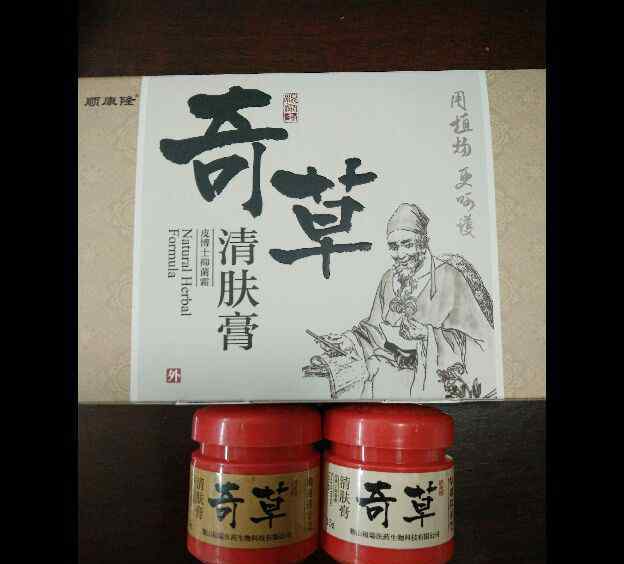 顺康隆
奇草
清肤膏
皮博士抑菌霜
Natural Herbal
Formula
用植物 更呵护
外
清肤膏
奇草
清肤膏
奇草